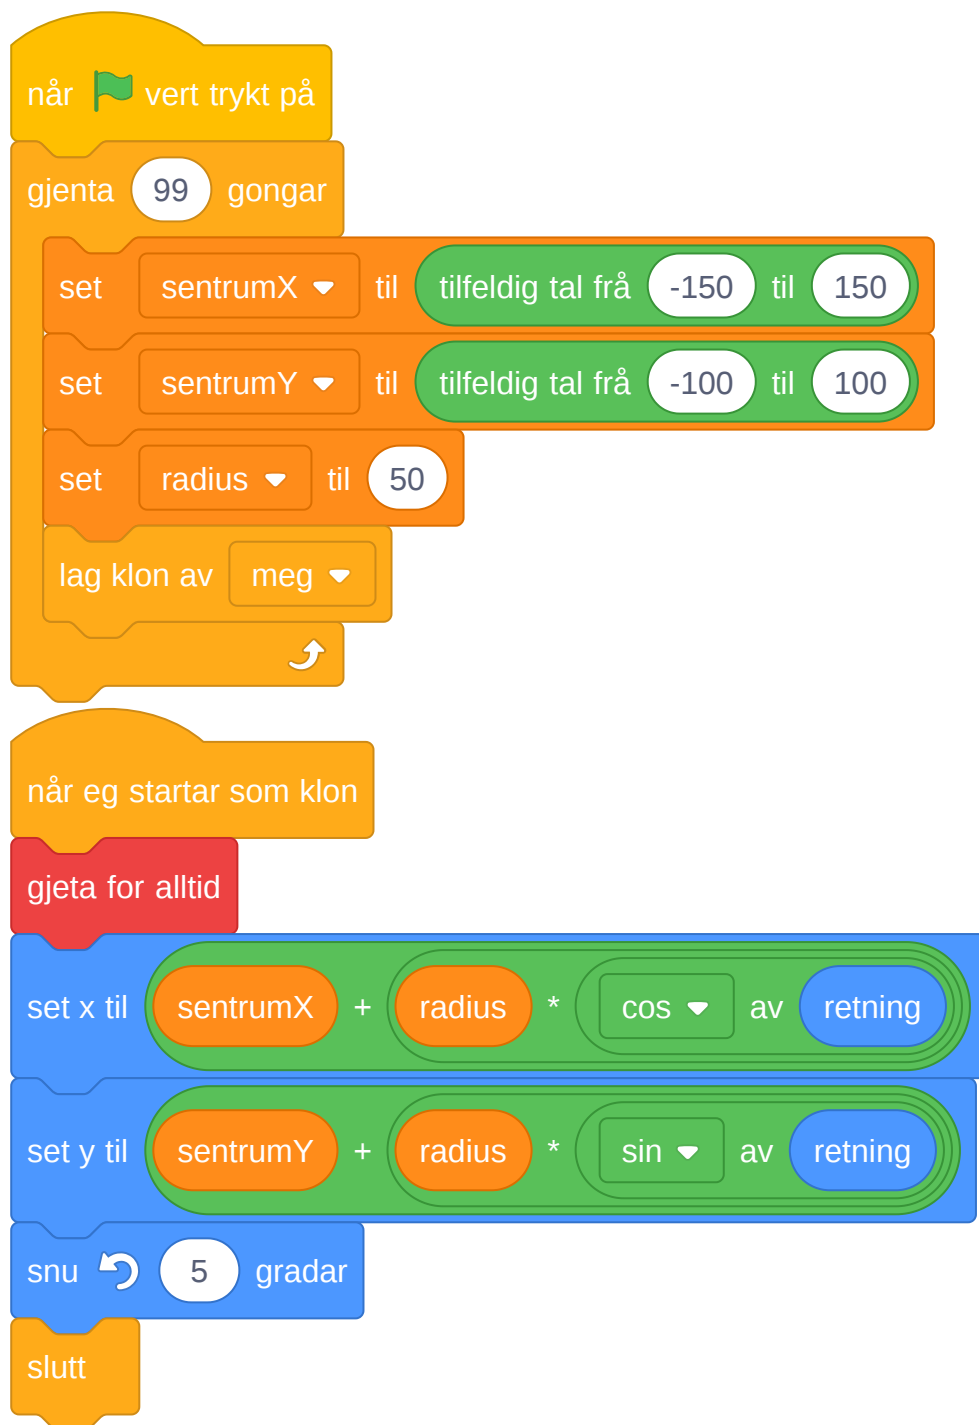 når vert trykt på
gjenta 99 gongar
set sentrumX til tilfeldig tal frå -150 til 150
set sentrumY til tilfeldig tal frå -100 til 100
set radius til 50
lag klon av meg
når eg startar som klon
gjeta for alltid
set x til sentrumX + radius * cos av retning
set y til sentrumY + radius * sin av retning
snu 5 gradar
slutt